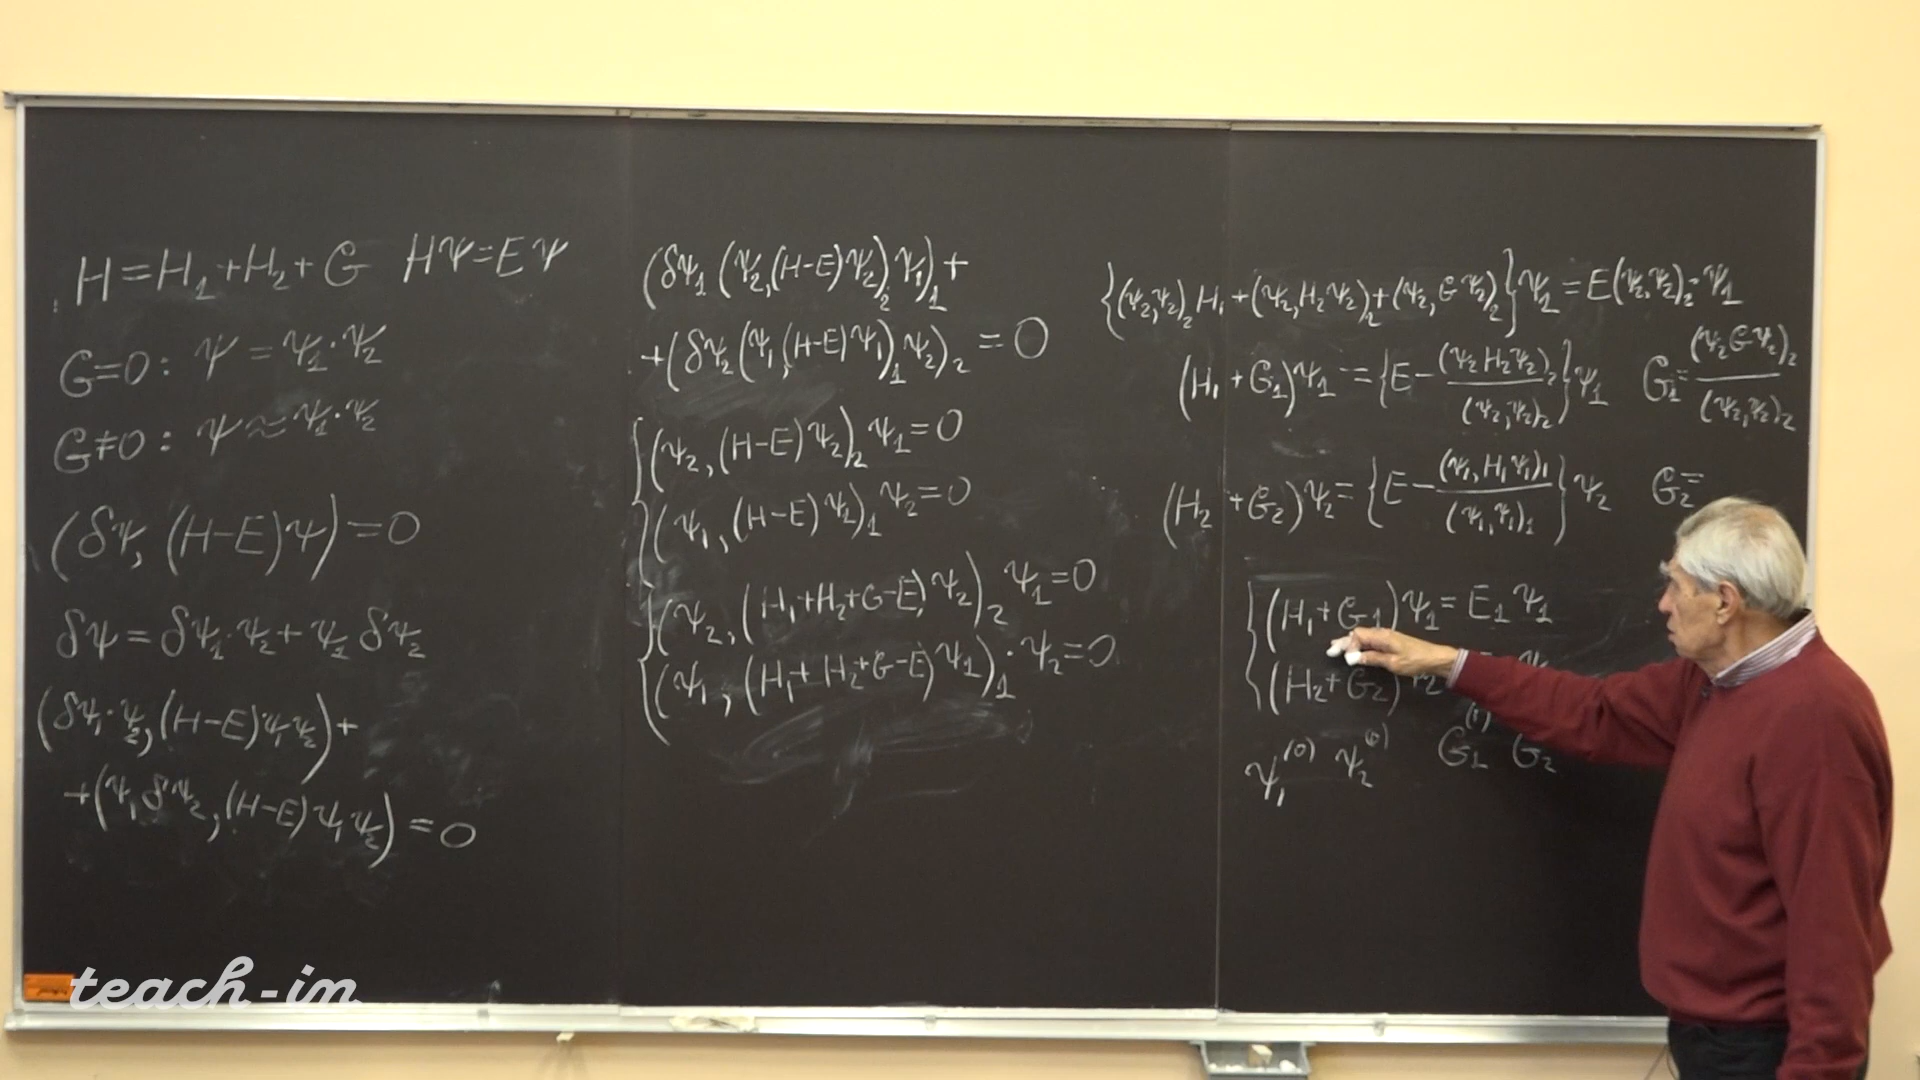 H = H₁ + H₂ + G HΨ = EΨ
G = 0 : Ψ = Ψ₁·Ψ₂
G ≠ 0 : Ψ ≈ Ψ₁·Ψ₂
(δΨ, (H−E)Ψ) = 0
δΨ = δΨ₁·Ψ₂ + Ψ₁ δΨ₂
(δΨ₁·Ψ₂, (H−E)Ψ₁Ψ₂) +
+ (Ψ₁ δΨ₂, (H−E)Ψ₁Ψ₂) = 0
(δΨ₁ (Ψ₂, (H−E)Ψ₂)₂ Ψ₁)₁ +
+ (δΨ₂ (Ψ₁, (H−E)Ψ₁)₁ Ψ₂)₂ = 0
(Ψ₂, (H−E)Ψ₂)₂ Ψ₁ = 0
(Ψ₁, (H−E)Ψ₁)₁ Ψ₂ = 0
(Ψ₂, (H₁+H₂+G−E)Ψ₂)₂ Ψ₁ = 0
(Ψ₁, (H₁+H₂+G−E)Ψ₁)₁·Ψ₂ = 0
{(Ψ₂,Ψ₂)₂ H₁ + (Ψ₂,H₂Ψ₂)₂ + (Ψ₂,GΨ₂)₂}Ψ₁ = E(Ψ₂,Ψ₂)₂·Ψ₁
(H₁ + G₁)Ψ₁ = {E − (Ψ₂H₂Ψ₂)₂ / (Ψ₂,Ψ₂)₂}Ψ₁ G₁ = (Ψ₂GΨ₂)₂ / (Ψ₂,Ψ₂)₂
(H₂ + G₂)Ψ₂ = {E − (Ψ₁,H₁Ψ₁)₁ / (Ψ₁,Ψ₁)₁}Ψ₂ G₂ =
(H₁+G₁)Ψ₁ = E₁Ψ₁
(H₂+G₂)
Ψ₁⁽⁰⁾ Ψ₂⁽⁰⁾ G₁⁽¹⁾ G₂
teach-in